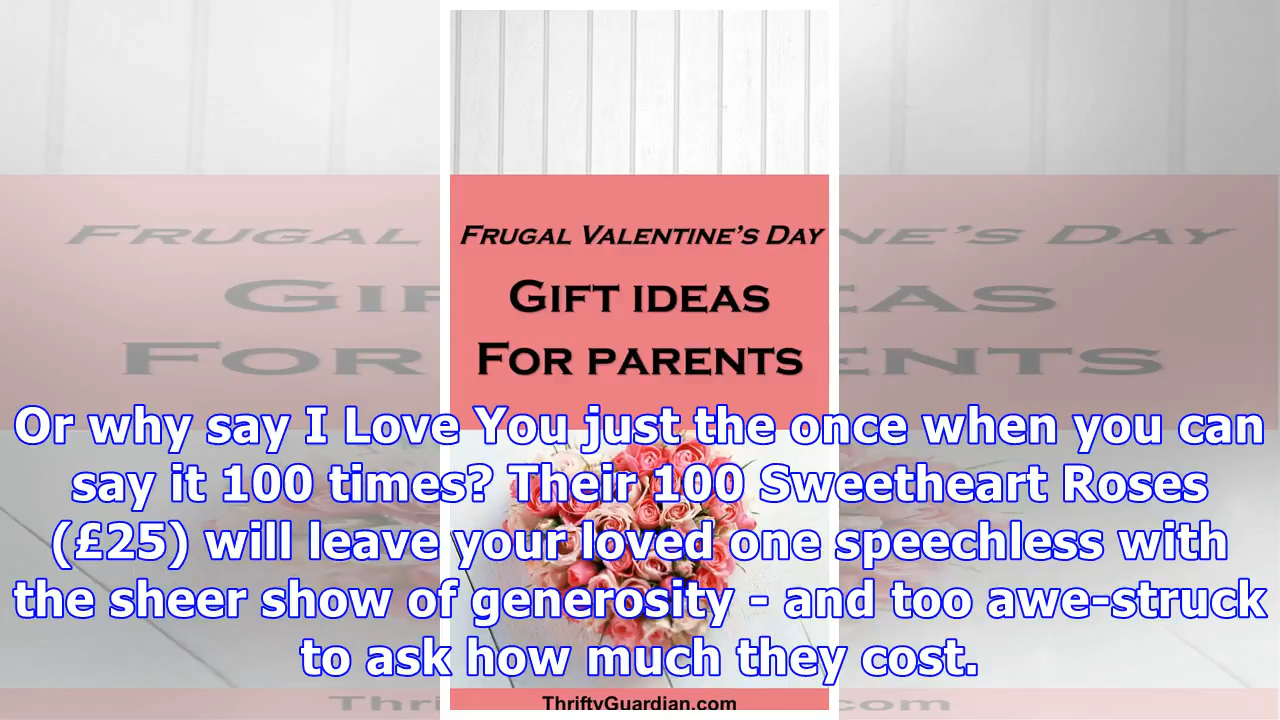 Frugal Valentine's Day
Gift ideas
For parents
Or why say I Love You just the once when you can
say it 100 times? Their 100 Sweetheart Roses
(£25) will leave your loved one speechless with
the sheer show of generosity - and too awe-struck
to ask how much they cost.
ThriftyGuardian.com